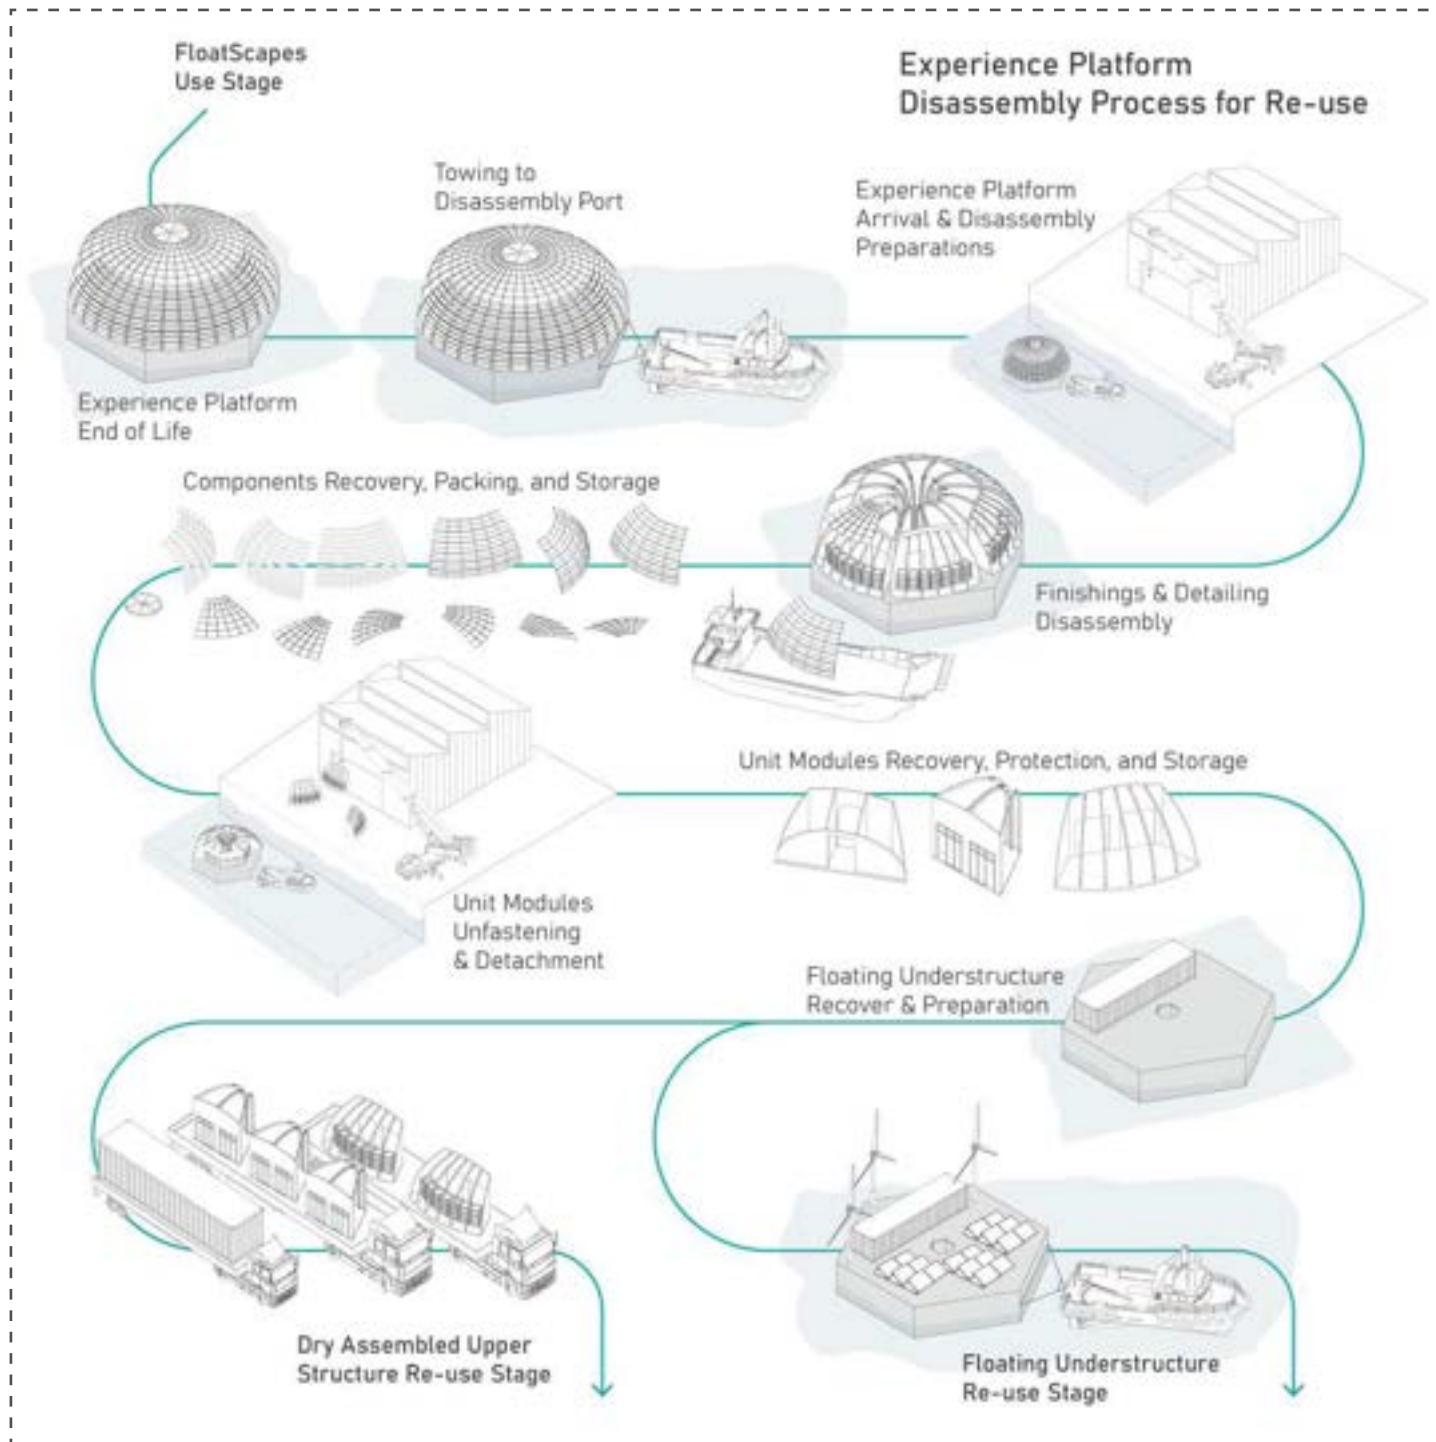 FloatScapes
Use Stage
Experience Platform
Disassembly Process for Re-use
Towing to
Disassembly Port
Experience Platform
Arrival & Disassembly
Preparations
Experience Platform
End of Life
Components Recovery, Packing, and Storage
Finishings & Detailing
Disassembly
Unit Modules Recovery, Protection, and Storage
Unit Modules
Unfastening
& Detachment
Floating Understructure
Recover & Preparation
Dry Assembled Upper
Structure Re-use Stage
Floating Understructure
Re-use Stage